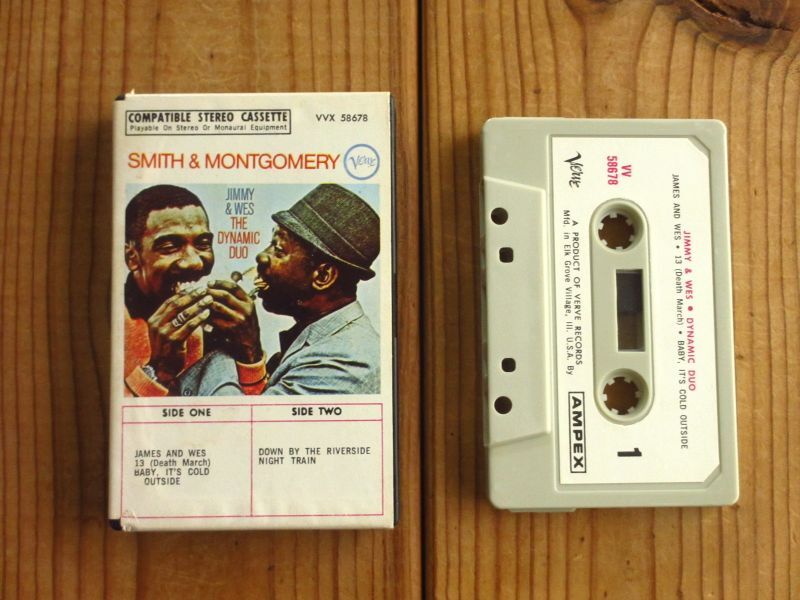 COMPATIBLE STEREO CASSETTE
Playable On Stereo Or Monaural Equipment
VVX 58678
SMITH & MONTGOMERY
Verve
JIMMY
& WES
THE
DYNAMIC
DUO
SIDE ONE
SIDE TWO
JAMES AND WES
13 (Death March)
BABY, IT'S COLD
OUTSIDE
DOWN BY THE RIVERSIDE
NIGHT TRAIN
Verve
VV
58678
JIMMY & WES • DYNAMIC DUO
JAMES AND WES • 13 (Death March) • BABY, IT'S COLD OUTSIDE
A PRODUCT OF VERVE RECORDS
Mfd. in Elk Grove Village, Ill. U.S.A. By
AMPEX
1